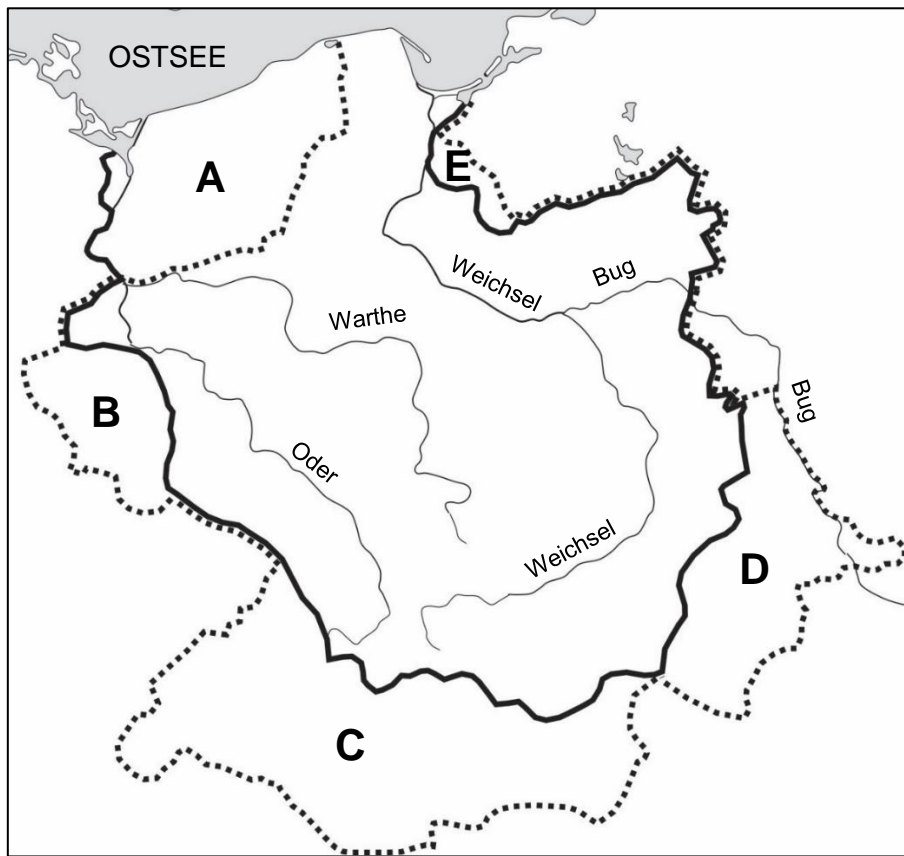 OSTSEE
A
E
Weichsel
Bug
Warthe
B
Bug
Oder
Weichsel
D
C